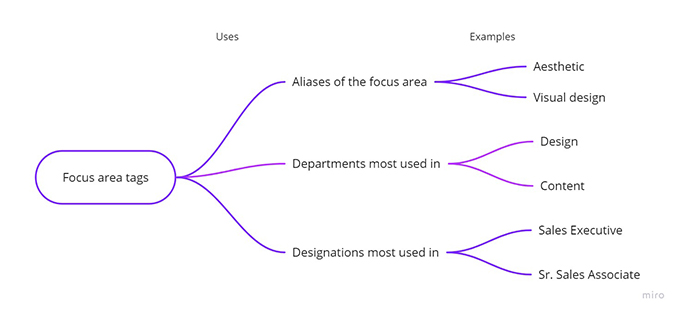 Uses
Examples
Focus area tags
Aliases of the focus area
Aesthetic
Visual design
Departments most used in
Design
Content
Designations most used in
Sales Executive
Sr. Sales Associate
miro